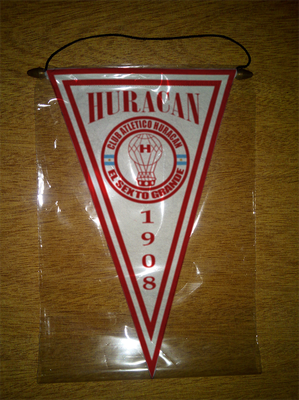 HURACAN
CLUB ATLETICO HURACAN
H
EL SEXTO GRANDE
1908